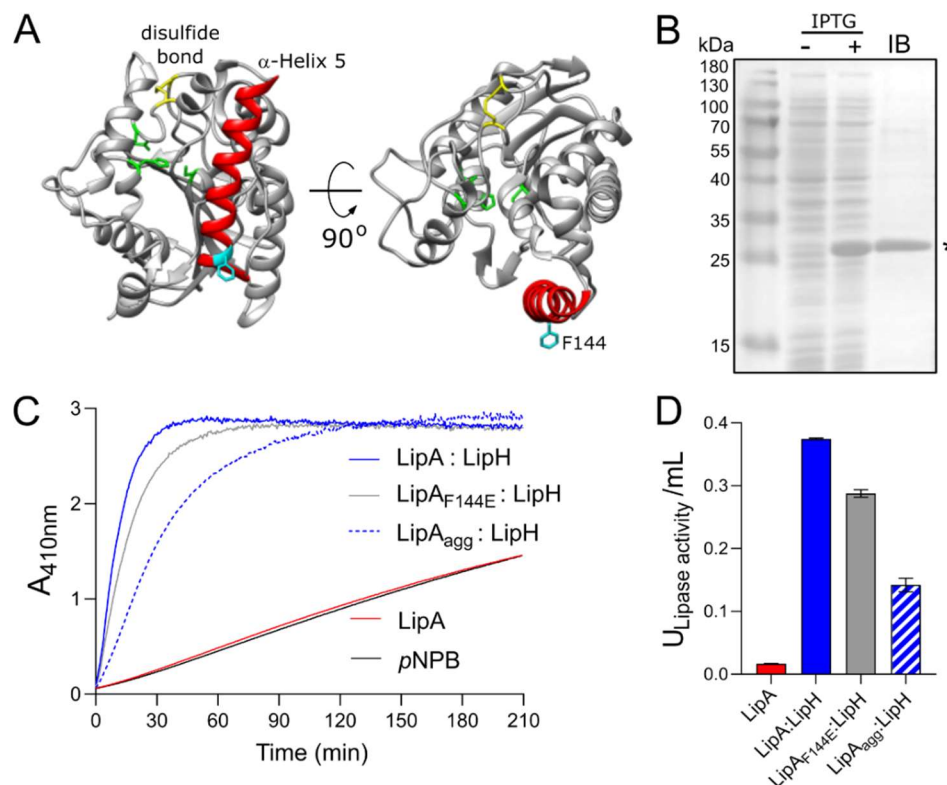 A
disulfide
bond
α-Helix 5
90°
F144
B
IPTG
kDa - + IB
180
130
100
70
55
40
35
25
15
*
C
A410nm
3
2
1
0
LipA : LipH
LipAF144E : LipH
LipAagg : LipH
LipA
pNPB
0 30 60 90 120 150 180 210
Time (min)
D
ULipase activity /mL
0.4
0.3
0.2
0.1
0.0
LipA
LipA:LipH
LipAF144E:LipH
LipAagg:LipH